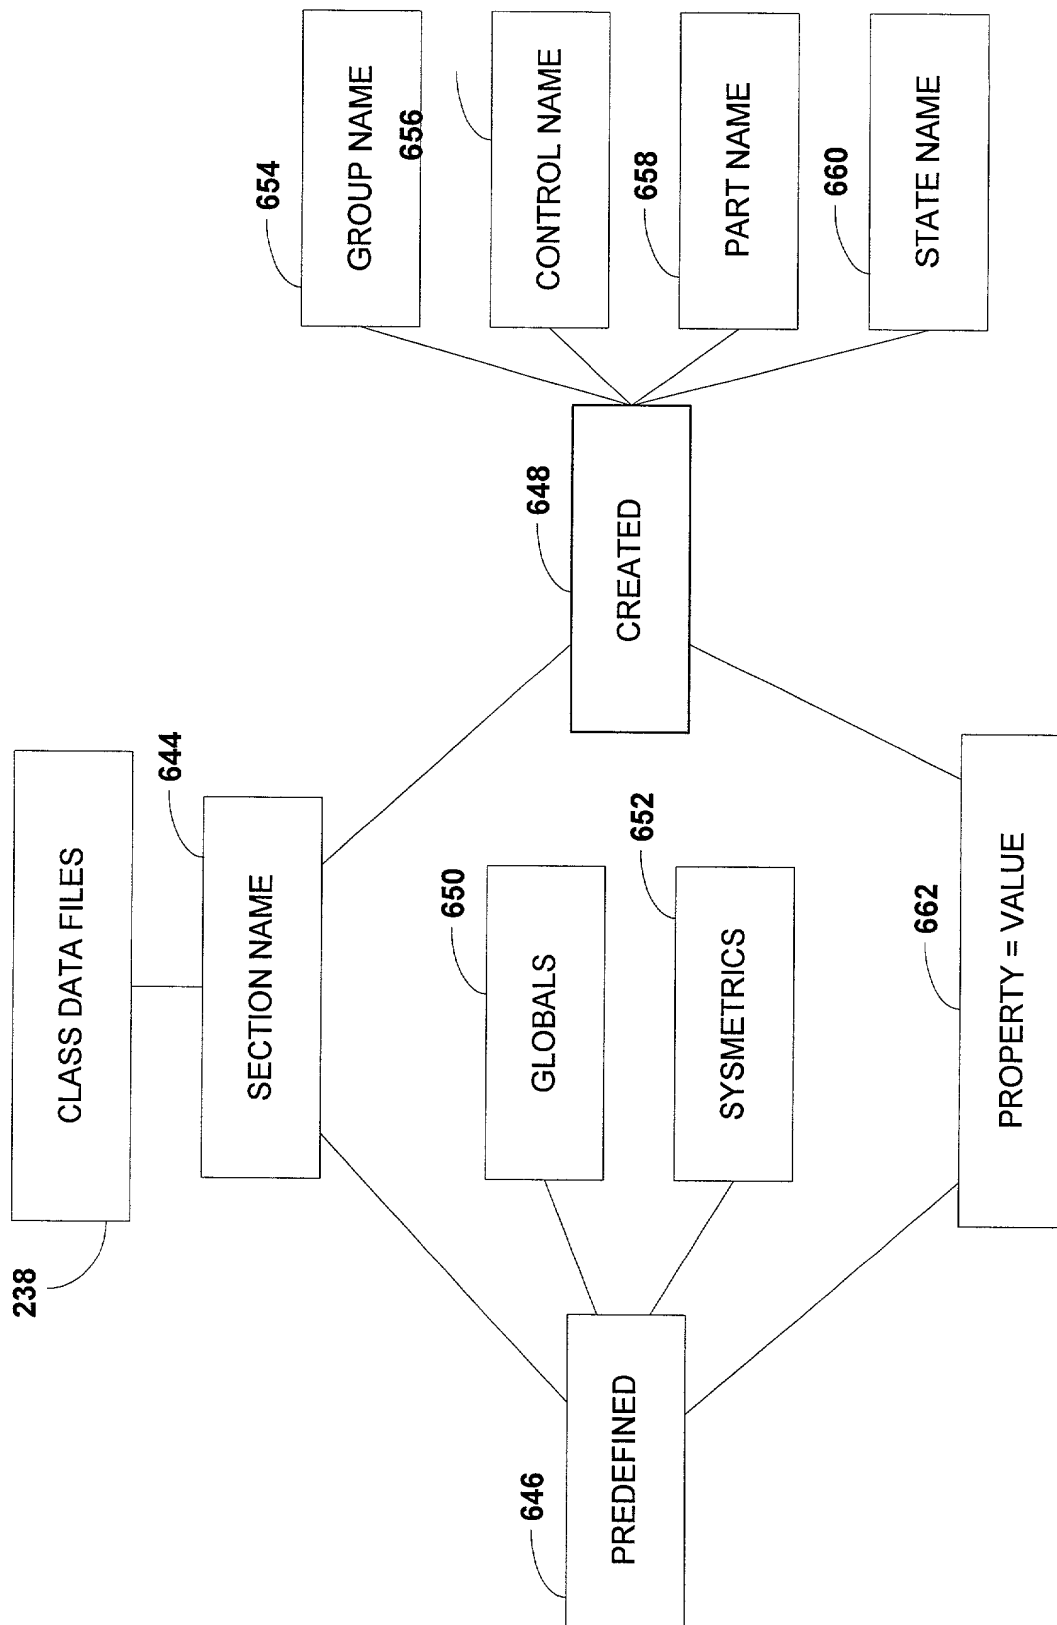 238
CLASS DATA FILES
644
SECTION NAME
646
PREDEFINED
650
GLOBALS
652
SYSMETRICS
648
CREATED
654
GROUP NAME
656
CONTROL NAME
658
PART NAME
660
STATE NAME
662
PROPERTY = VALUE